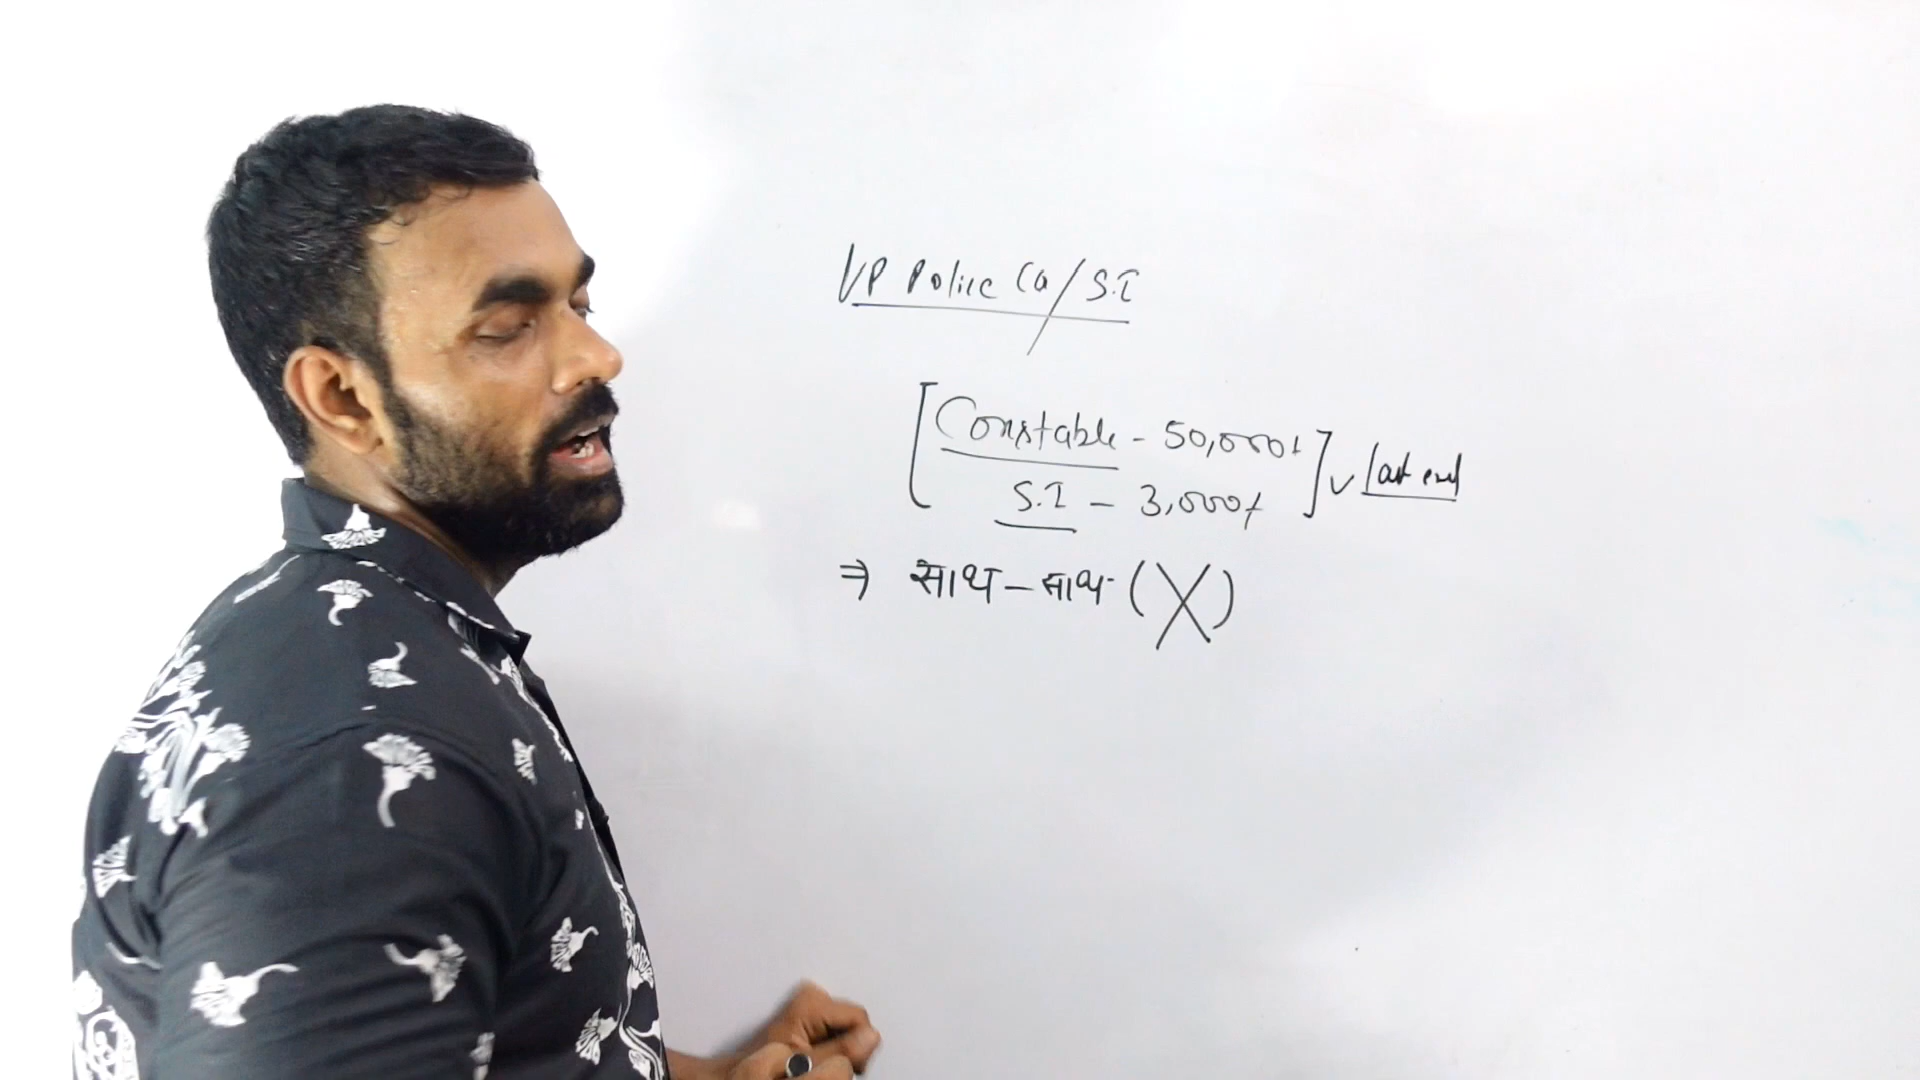 UP Police Co/S.I
[Constable - 50,000+
S.I - 3,000+]✓ Last end
⇒ साथ-साथ (X)